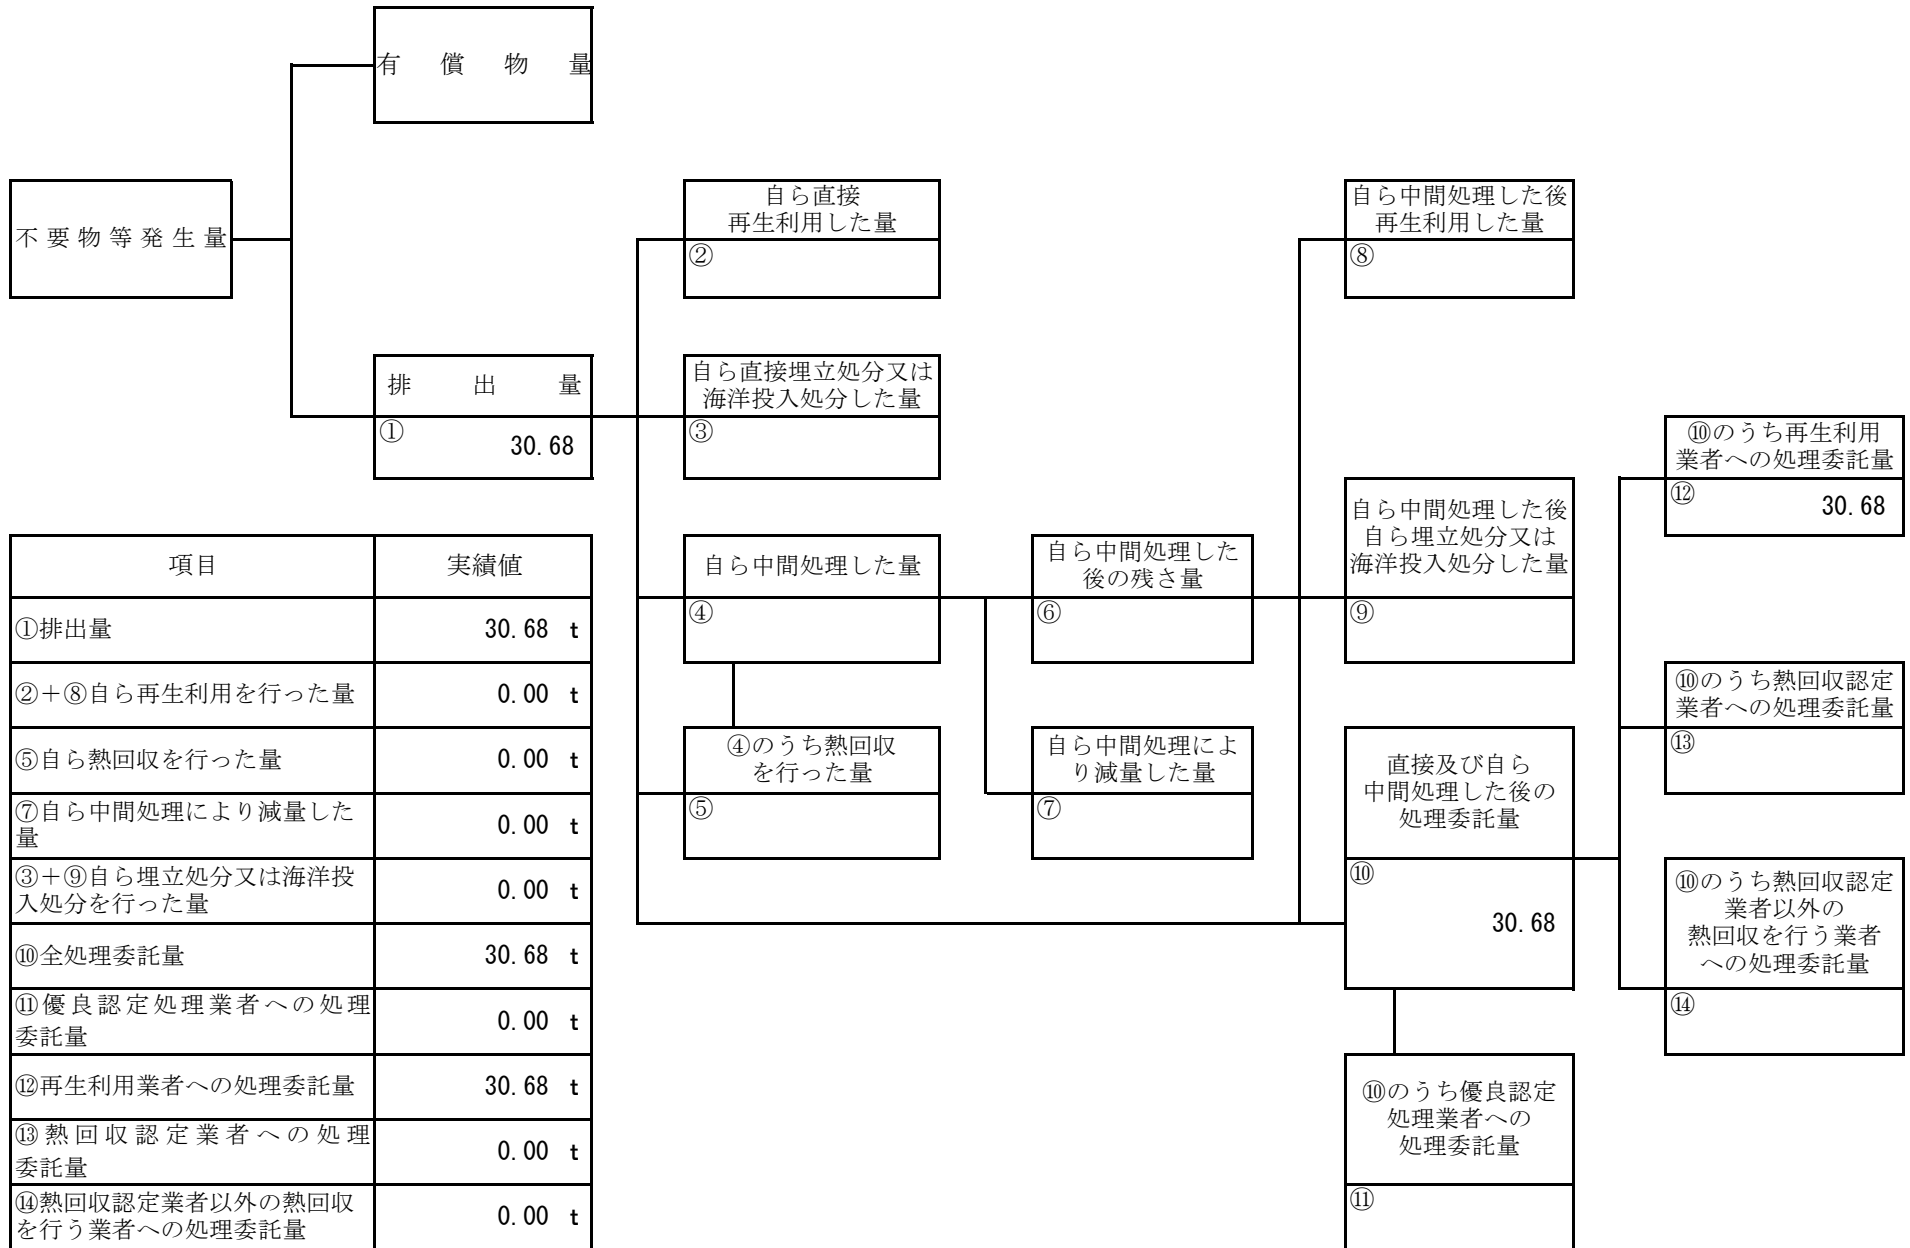 有償物量
不要物等発生量
自ら直接
再生利用した量
②
自ら中間処理した後
再生利用した量
⑧
排出量
①
30.68
自ら直接埋立処分又は
海洋投入処分した量
③
⑩のうち再生利用
業者への処理委託量
⑫
30.68
自ら中間処理した量
④
自ら中間処理した
後の残さ量
⑥
自ら中間処理した後
自ら埋立処分又は
海洋投入処分した量
⑨
④のうち熱回収
を行った量
⑤
自ら中間処理によ
り減量した量
⑦
直接及び自ら
中間処理した後の
処理委託量
⑩
30.68
⑩のうち熱回収認定
業者への処理委託量
⑬
⑩のうち熱回収認定
業者以外の
熱回収を行う業者
への処理委託量
⑭
⑩のうち優良認定
処理業者への
処理委託量
⑪
項目 実績値
①排出量 30.68 t
②+⑧自ら再生利用を行った量 0.00 t
⑤自ら熱回収を行った量 0.00 t
⑦自ら中間処理により減量した
量 0.00 t
③+⑨自ら埋立処分又は海洋投
入処分を行った量 0.00 t
⑩全処理委託量 30.68 t
⑪優良認定処理業者への処理
委託量 0.00 t
⑫再生利用業者への処理委託量 30.68 t
⑬熱回収認定業者への処理
委託量 0.00 t
⑭熱回収認定業者以外の熱回収
を行う業者への処理委託量 0.00 t